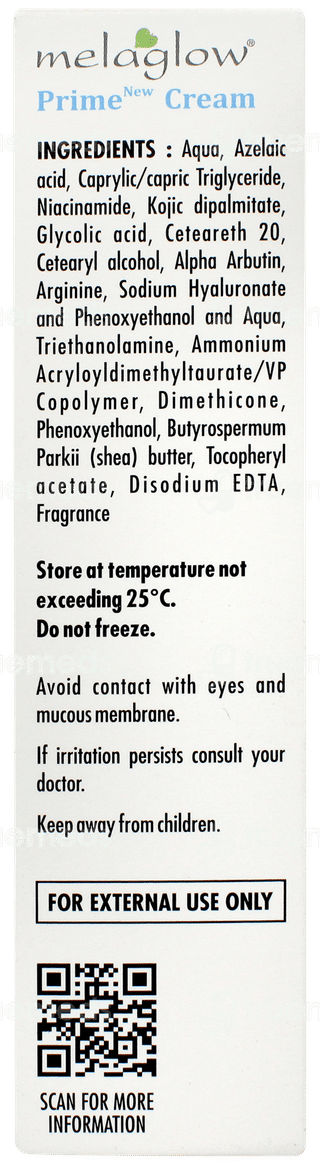 melaglow®
Prime New Cream
INGREDIENTS : Aqua, Azelaic
acid, Caprylic/capric Triglyceride,
Niacinamide, Kojic dipalmitate,
Glycolic acid, Ceteareth 20,
Cetearyl alcohol, Alpha Arbutin,
Arginine, Sodium Hyaluronate
and Phenoxyethanol and Aqua,
Triethanolamine, Ammonium
Acryloyldimethyltaurate/VP
Copolymer, Dimethicone,
Phenoxyethanol, Butyrospermum
Parkii (shea) butter, Tocopheryl
acetate, Disodium EDTA,
Fragrance
Store at temperature not
exceeding 25°C.
Do not freeze.
Avoid contact with eyes and
mucous membrane.
If irritation persists consult your
doctor.
Keep away from children.
FOR EXTERNAL USE ONLY
SCAN FOR MORE
INFORMATION